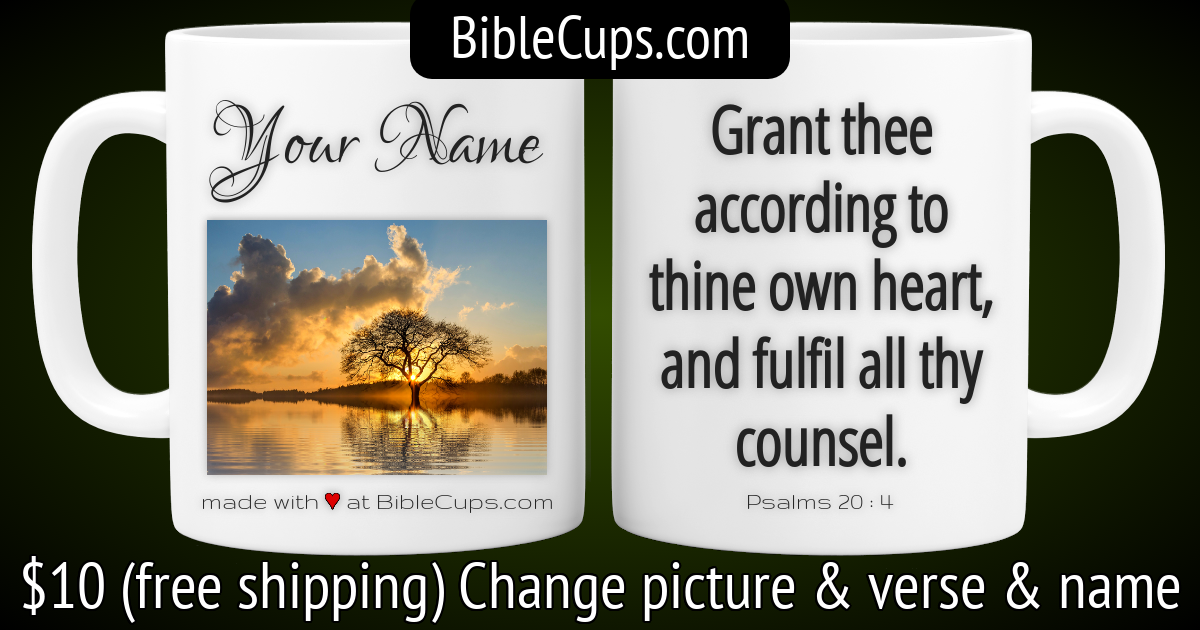 BibleCups.com
Your Name
made with ♥ at BibleCups.com
Grant thee
according to
thine own heart,
and fulfil all thy
counsel.
Psalms 20 : 4
$10 (free shipping) Change picture & verse & name